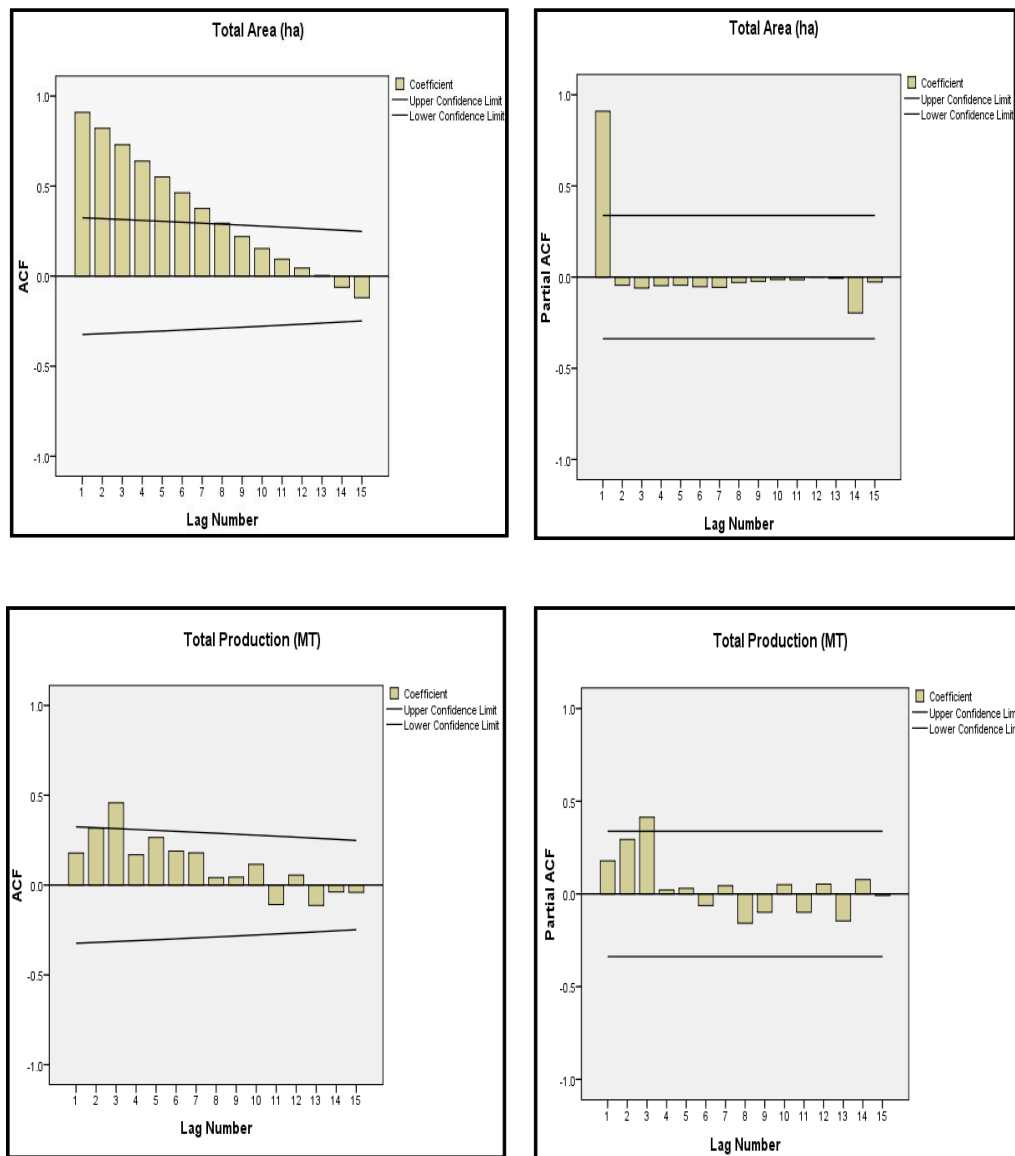 Total Area (ha)
Coefficient
Upper Confidence Limit
Lower Confidence Limit
1.0
0.5
0.0
-0.5
-1.0
ACF
1 2 3 4 5 6 7 8 9 10 11 12 13 14 15
Lag Number
Total Area (ha)
Coefficient
Upper Confidence Limit
Lower Confidence Limit
1.0
0.5
0.0
-0.5
-1.0
Partial ACF
1 2 3 4 5 6 7 8 9 10 11 12 13 14 15
Lag Number
Total Production (MT)
Coefficient
Upper Confidence Limit
Lower Confidence Limit
1.0
0.5
0.0
-0.5
-1.0
ACF
1 2 3 4 5 6 7 8 9 10 11 12 13 14 15
Lag Number
Total Production (MT)
Coefficient
Upper Confidence Lim
Lower Confidence Lim
1.0
0.5
0.0
-0.5
-1.0
Partial ACF
1 2 3 4 5 6 7 8 9 10 11 12 13 14 15
Lag Number